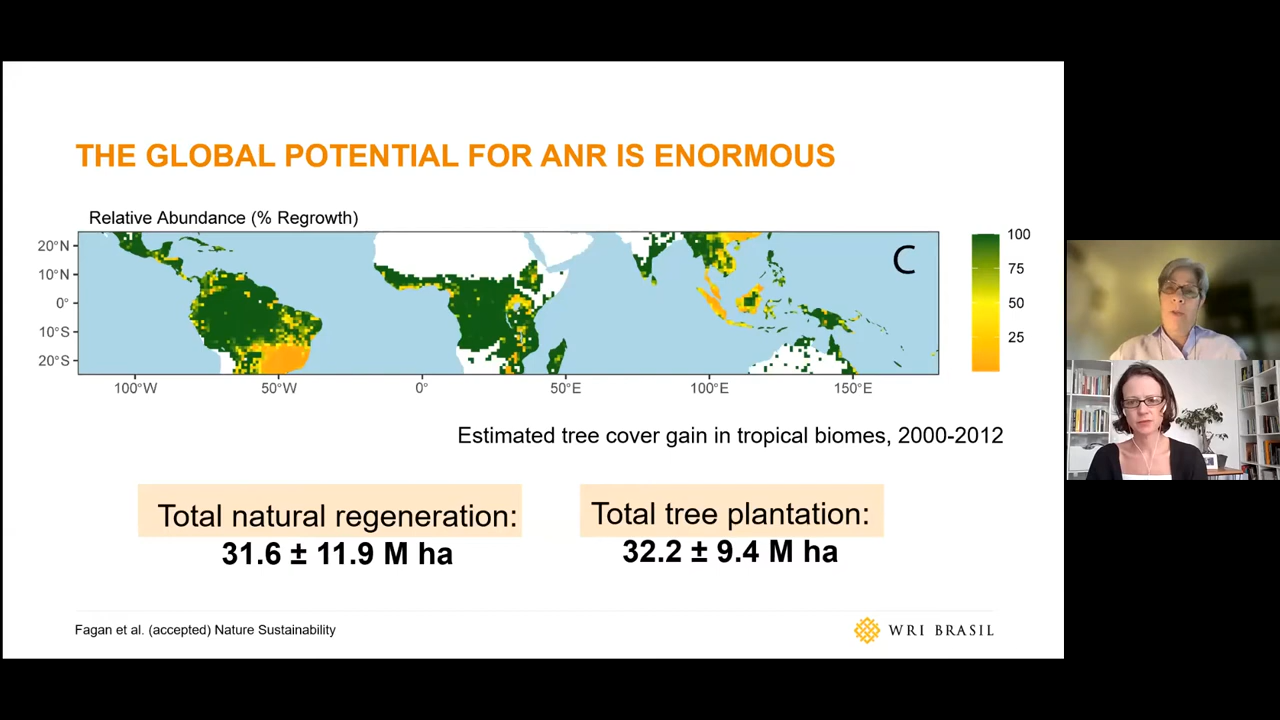 THE GLOBAL POTENTIAL FOR ANR IS ENORMOUS
Relative Abundance (% Regrowth)
20°N
10°N
0°
10°S
20°S
100°W
50°W
0°
50°E
100°E
150°E
C
100
75
50
25
Estimated tree cover gain in tropical biomes, 2000-2012
Total natural regeneration:
31.6 ± 11.9 M ha
Total tree plantation:
32.2 ± 9.4 M ha
Fagan et al. (accepted) Nature Sustainability
WRI BRASIL